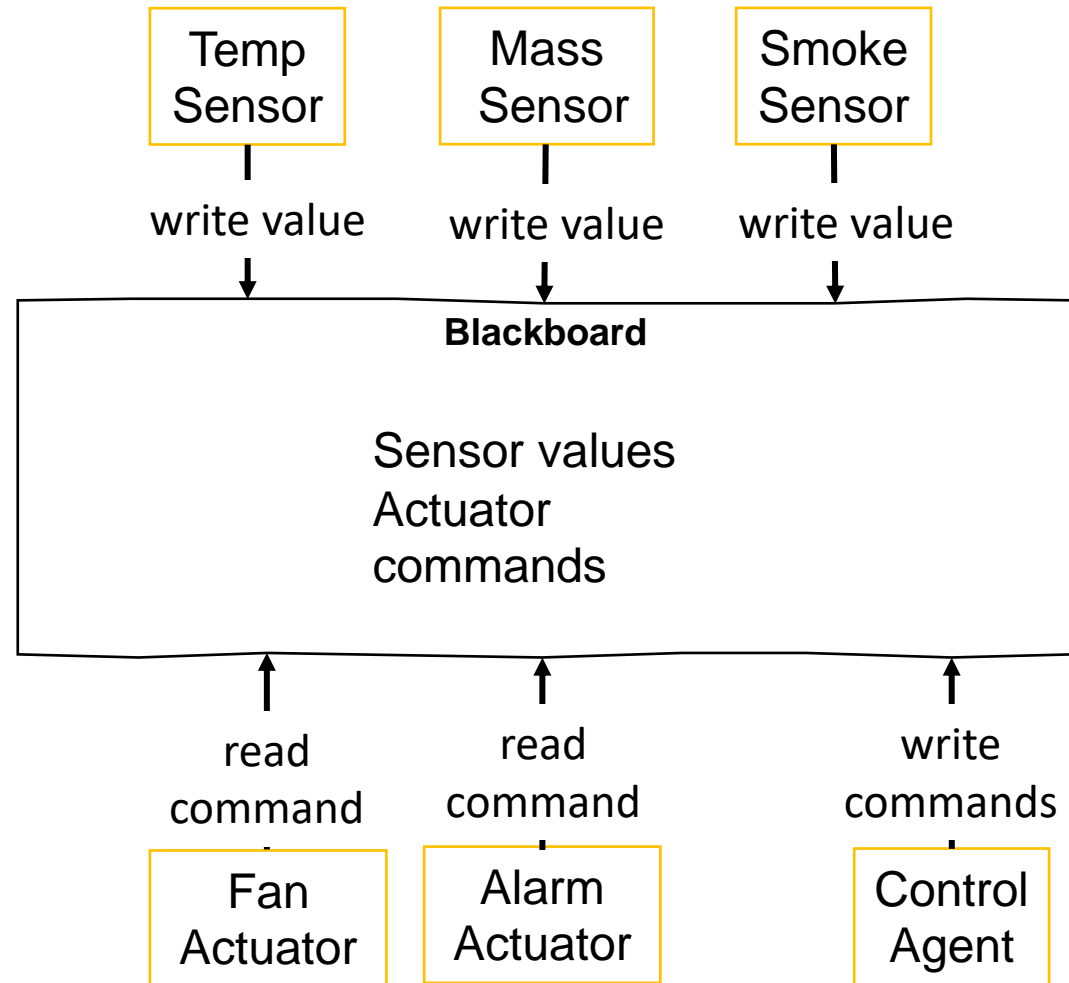 Temp
Sensor
Mass
Sensor
Smoke
Sensor
write value
write value
write value
Blackboard
Sensor values
Actuator
commands
read
command
read
command
write
commands
Fan
Actuator
Alarm
Actuator
Control
Agent